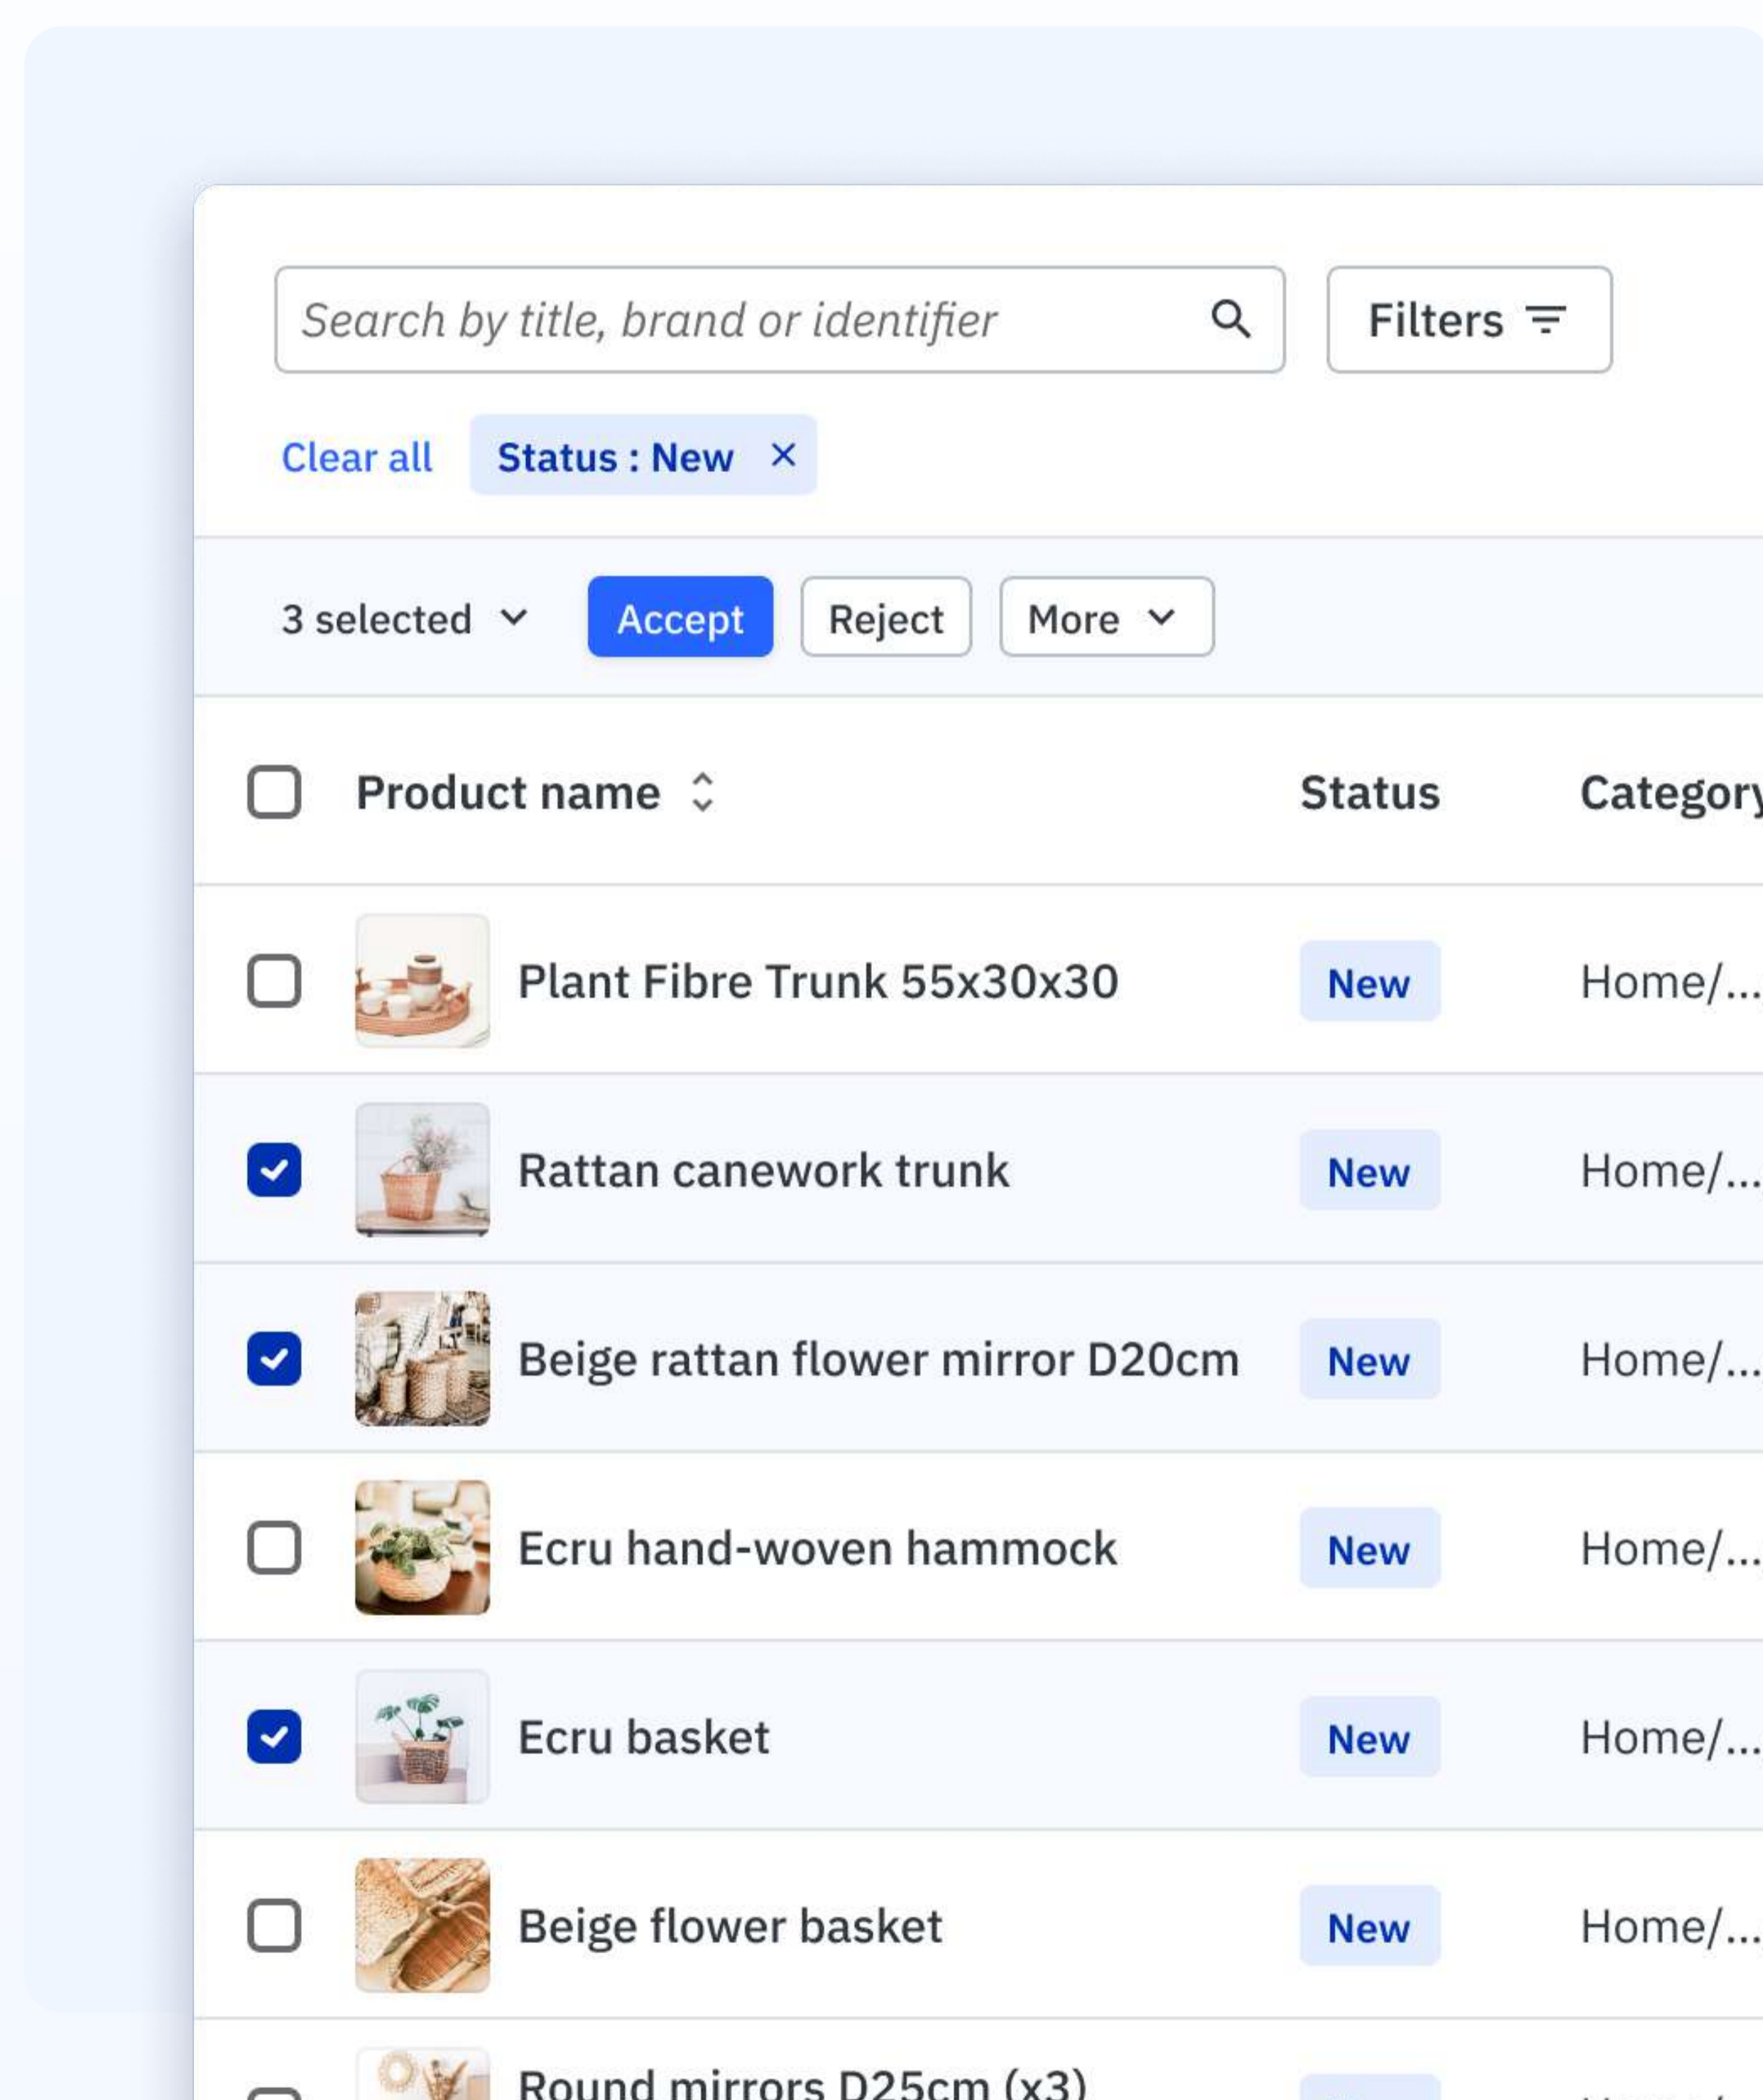 Search by title, brand or identifier
Filters
Clear all
Status : New
3 selected
Accept
Reject
More
Product name
Status
Category
Plant Fibre Trunk 55x30x30
New
Home/...
Rattan canework trunk
New
Home/...
Beige rattan flower mirror D20cm
New
Home/...
Ecru hand-woven hammock
New
Home/...
Ecru basket
New
Home/...
Beige flower basket
New
Home/...
Round mirrors D25cm (x3)